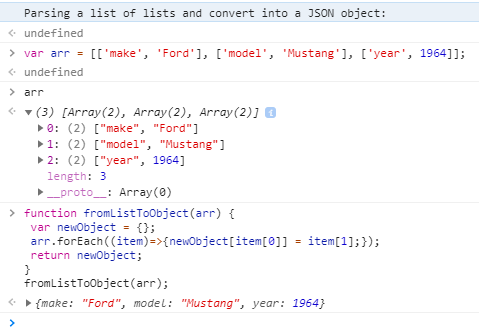 Parsing a list of lists and convert into a JSON object:
undefined
var arr = [['make', 'Ford'], ['model', 'Mustang'], ['year', 1964]];
undefined
arr
(3) [Array(2), Array(2), Array(2)] i
0: (2) ["make", "Ford"]
1: (2) ["model", "Mustang"]
2: (2) ["year", 1964]
length: 3
__proto__: Array(0)
function fromListToObject(arr) {
var newObject = {};
arr.forEach((item)=>{newObject[item[0]] = item[1];});
return newObject;
}
fromListToObject(arr);
{make: "Ford", model: "Mustang", year: 1964}